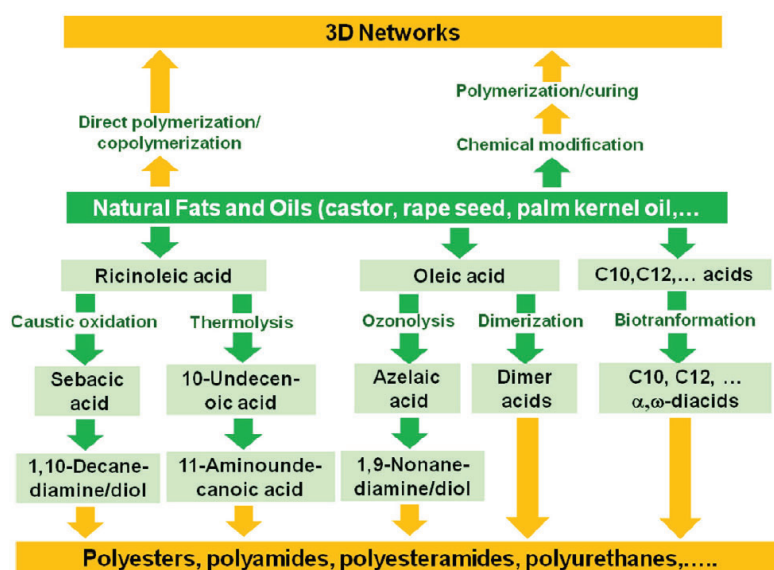 3D Networks
Polymerization/curing
Direct polymerization/
copolymerization
Chemical modification
Natural Fats and Oils (castor, rape seed, palm kernel oil,…
Ricinoleic acid
Oleic acid
C10,C12,… acids
Caustic oxidation
Thermolysis
Ozonolysis
Dimerization
Biotranformation
Sebacic
acid
10-Undecen-
oic acid
Azelaic
acid
Dimer
acids
C10, C12, …
α,ω-diacids
1,10-Decane-
diamine/diol
11-Aminounde-
canoic acid
1,9-Nonane-
diamine/diol
Polyesters, polyamides, polyesteramides, polyurethanes,…..